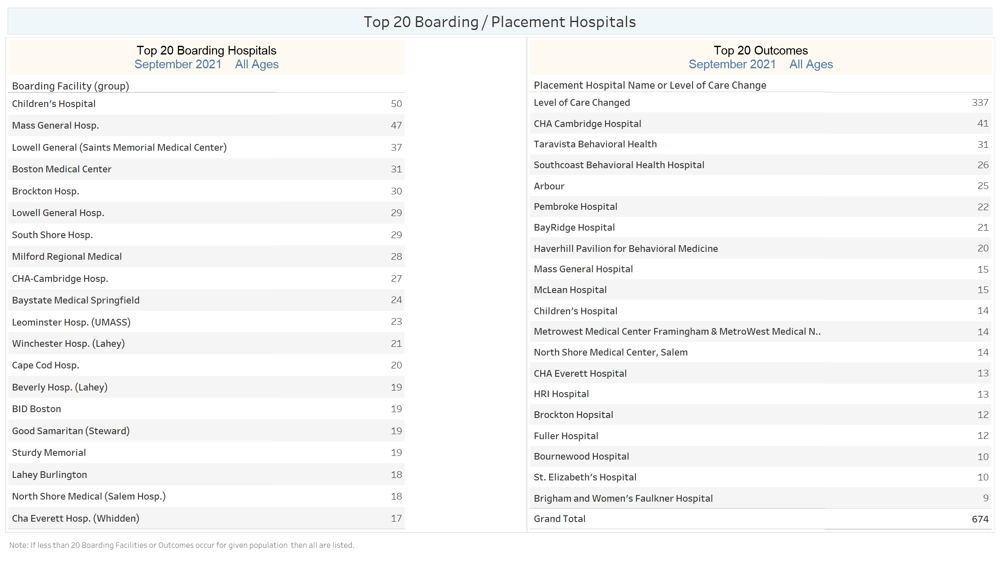 Top 20 Boarding / Placement Hospitals
Top 20 Boarding Hospitals
September 2021 All Ages
Boarding Facility (group)
Children's Hospital 50
Mass General Hosp. 47
Lowell General (Saints Memorial Medical Center) 37
Boston Medical Center 31
Brockton Hosp. 30
Lowell General Hosp. 29
South Shore Hosp. 29
Milford Regional Medical 28
CHA-Cambridge Hosp. 27
Baystate Medical Springfield 24
Leominster Hosp. (UMASS) 23
Winchester Hosp. (Lahey) 21
Cape Cod Hosp. 20
Beverly Hosp. (Lahey) 19
BID Boston 19
Good Samaritan (Steward) 19
Sturdy Memorial 19
Lahey Burlington 18
North Shore Medical (Salem Hosp.) 18
Cha Everett Hosp. (Whidden) 17
Top 20 Outcomes
September 2021 All Ages
Placement Hospital Name or Level of Care Change
Level of Care Changed 337
CHA Cambridge Hospital 41
Taravista Behavioral Health 31
Southcoast Behavioral Health Hospital 26
Arbour 25
Pembroke Hospital 22
BayRidge Hospital 21
Haverhill Pavilion for Behavioral Medicine 20
Mass General Hospital 15
McLean Hospital 15
Children's Hospital 14
Metrowest Medical Center Framingham & MetroWest Medical N.. 14
North Shore Medical Center, Salem 14
CHA Everett Hospital 13
HRI Hospital 13
Brockton Hopsital 12
Fuller Hospital 12
Bournewood Hospital 10
St. Elizabeth's Hospital 10
Brigham and Women's Faulkner Hospital 9
Grand Total 674
Note: If less than 20 Boarding Facilities or Outcomes occur for given population then all are listed.